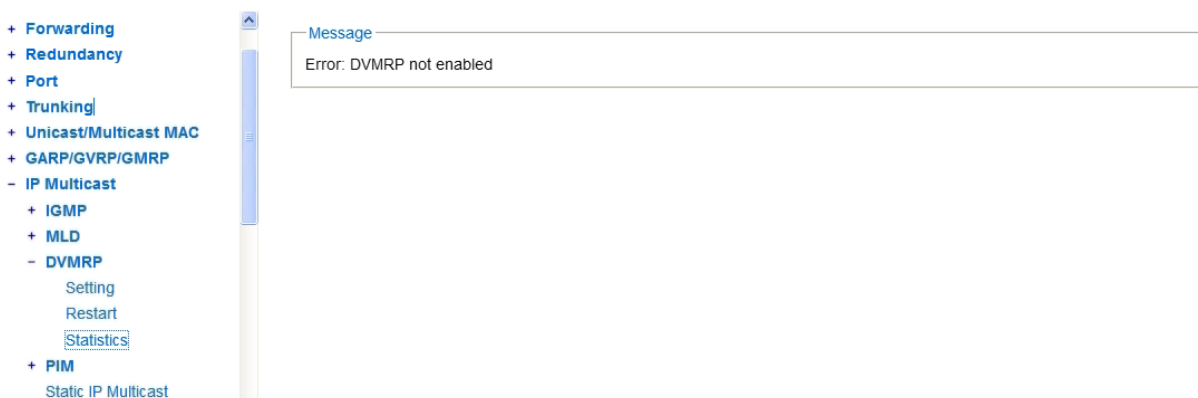 + Forwarding
+ Redundancy
+ Port
+ Trunking
+ Unicast/Multicast MAC
+ GARP/GVRP/GMRP
- IP Multicast
+ IGMP
+ MLD
- DVMRP
Setting
Restart
Statistics
+ PIM
Static IP Multicast
Message
Error: DVMRP not enabled